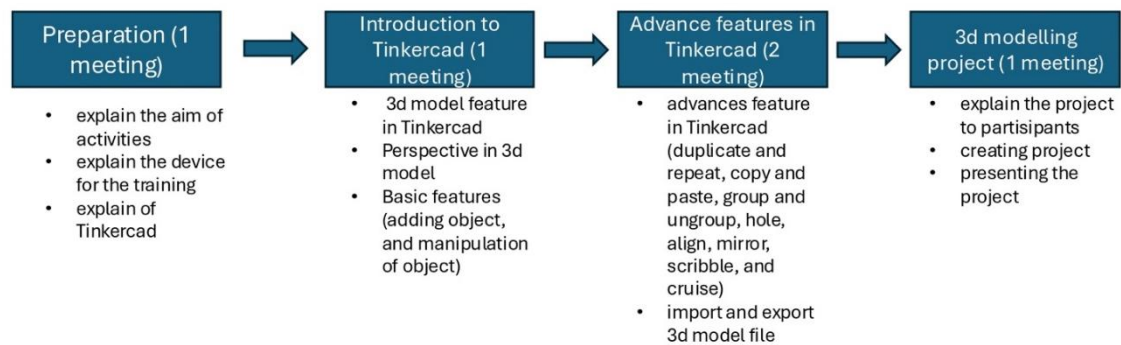 Preparation (1
meeting)
• explain the aim of
activities
• explain the device
for the training
• explain of
Tinkercad
Introduction to
Tinkercad (1
meeting)
• 3d model feature
in Tinkercad
• Perspective in 3d
model
• Basic features
(adding object,
and manipulation
of object)
Advance features in
Tinkercad (2
meeting)
• advances feature
in Tinkercad
(duplicate and
repeat, copy and
paste, group and
ungroup, hole,
align, mirror,
scribble, and
cruise)
• import and export
3d model file
3d modelling
project (1 meeting)
• explain the project
to partisipants
• creating project
• presenting the
project